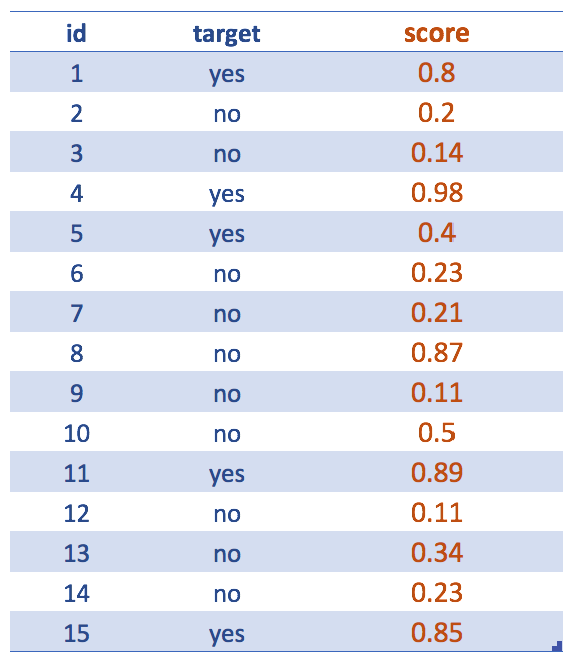 id target score
1 yes 0.8
2 no 0.2
3 no 0.14
4 yes 0.98
5 yes 0.4
6 no 0.23
7 no 0.21
8 no 0.87
9 no 0.11
10 no 0.5
11 yes 0.89
12 no 0.11
13 no 0.34
14 no 0.23
15 yes 0.85